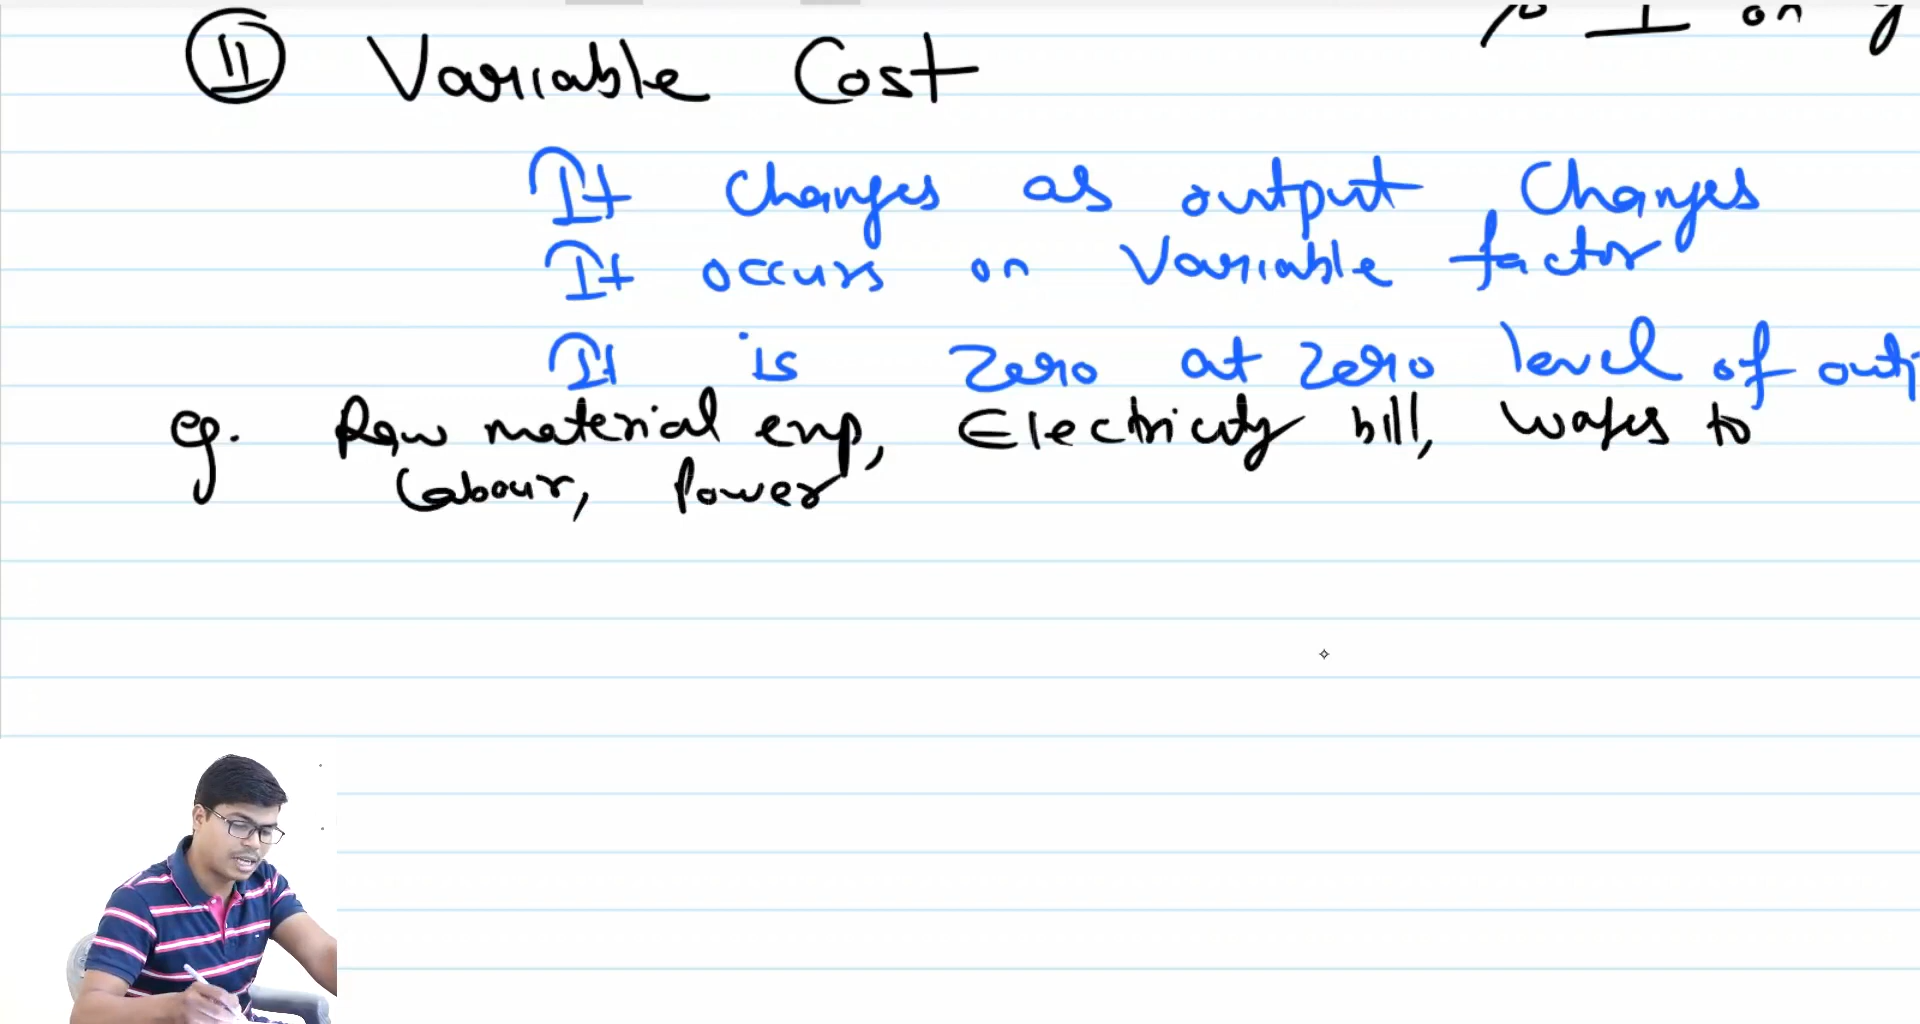 II Variable Cost
It changes as output changes
It occurs on variable factor
It is zero at zero level of outp
eg. Raw material exp, Electricity bill, wages to
Labour, Power